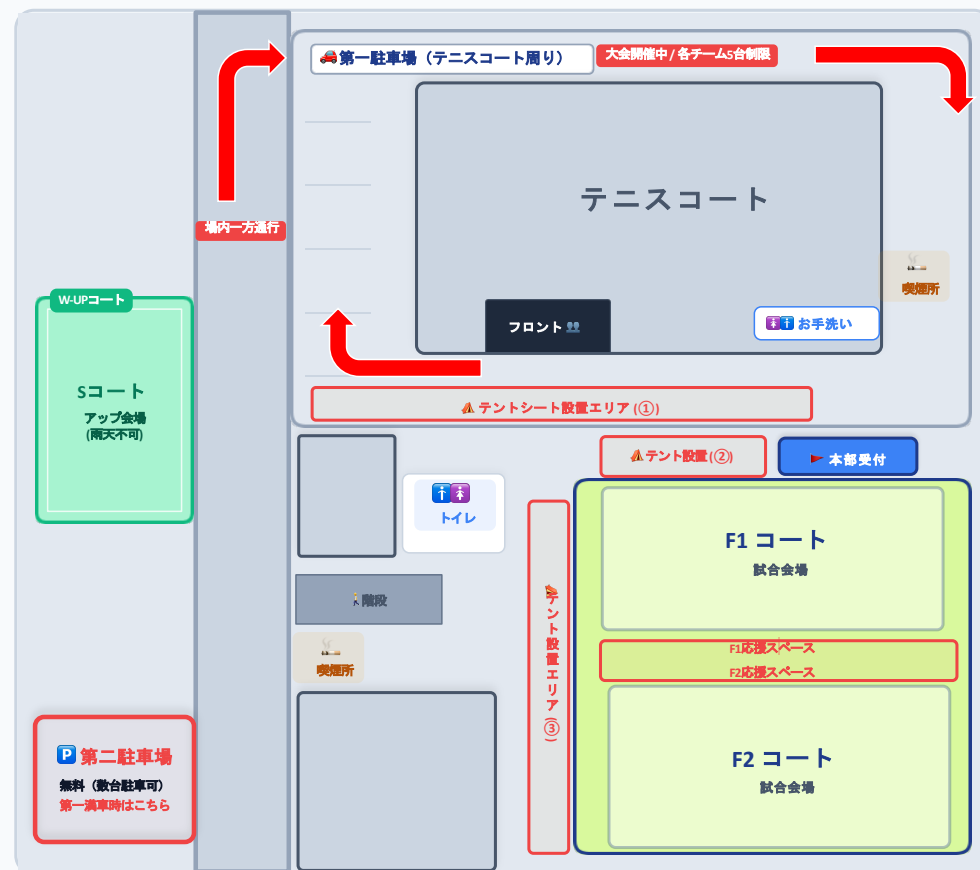 第一駐車場（テニスコート周り）
大会開催中 / 各チーム5台制限
テニスコート
場内一方通行
喫煙所
W-UPコート
フロント
お手洗い
Sコート
アップ会場
(雨天不可)
テントシート設置エリア (①)
テント設置 (②)
本部受付
トイレ
F1 コート
試合会場
階段
テント設置エリア (③)
F1応援スペース
F2応援スペース
喫煙所
P 第二駐車場
無料（数台駐車可）
第一満車時はこちら
F2 コート
試合会場